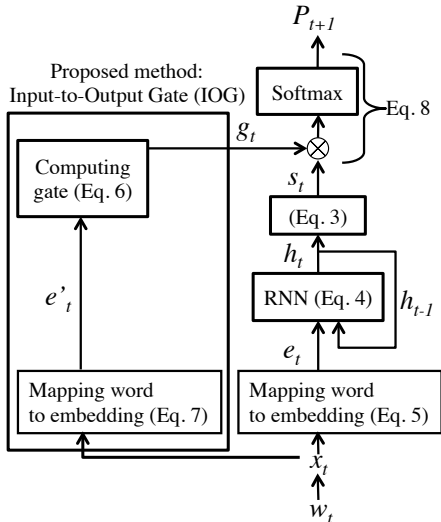 P_{t+1}
Proposed method:
Input-to-Output Gate (IOG)
Softmax
Eq. 8
g_t
Computing
gate (Eq. 6)
s_t
(Eq. 3)
h_t
RNN (Eq. 4)
h_{t-1}
e'_t
e_t
Mapping word
to embedding (Eq. 7)
Mapping word
to embedding (Eq. 5)
x_t
w_t